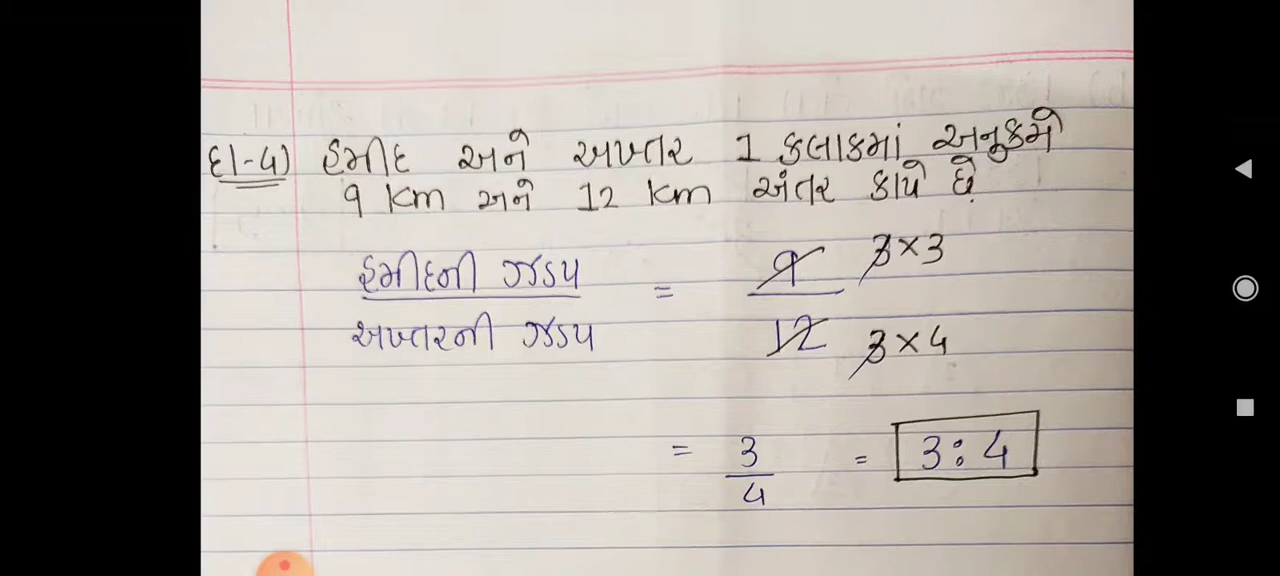 દા-૫) હમીદ અને અખ્તર 1 કલાકમાં અનુક્રમે
9 km અને 12 km અંતર કાપે છે
હમીદની ઝડપ / અખ્તરની ઝડપ = 9 / 12 3×3 / 3×4
= 3/4 = 3:4